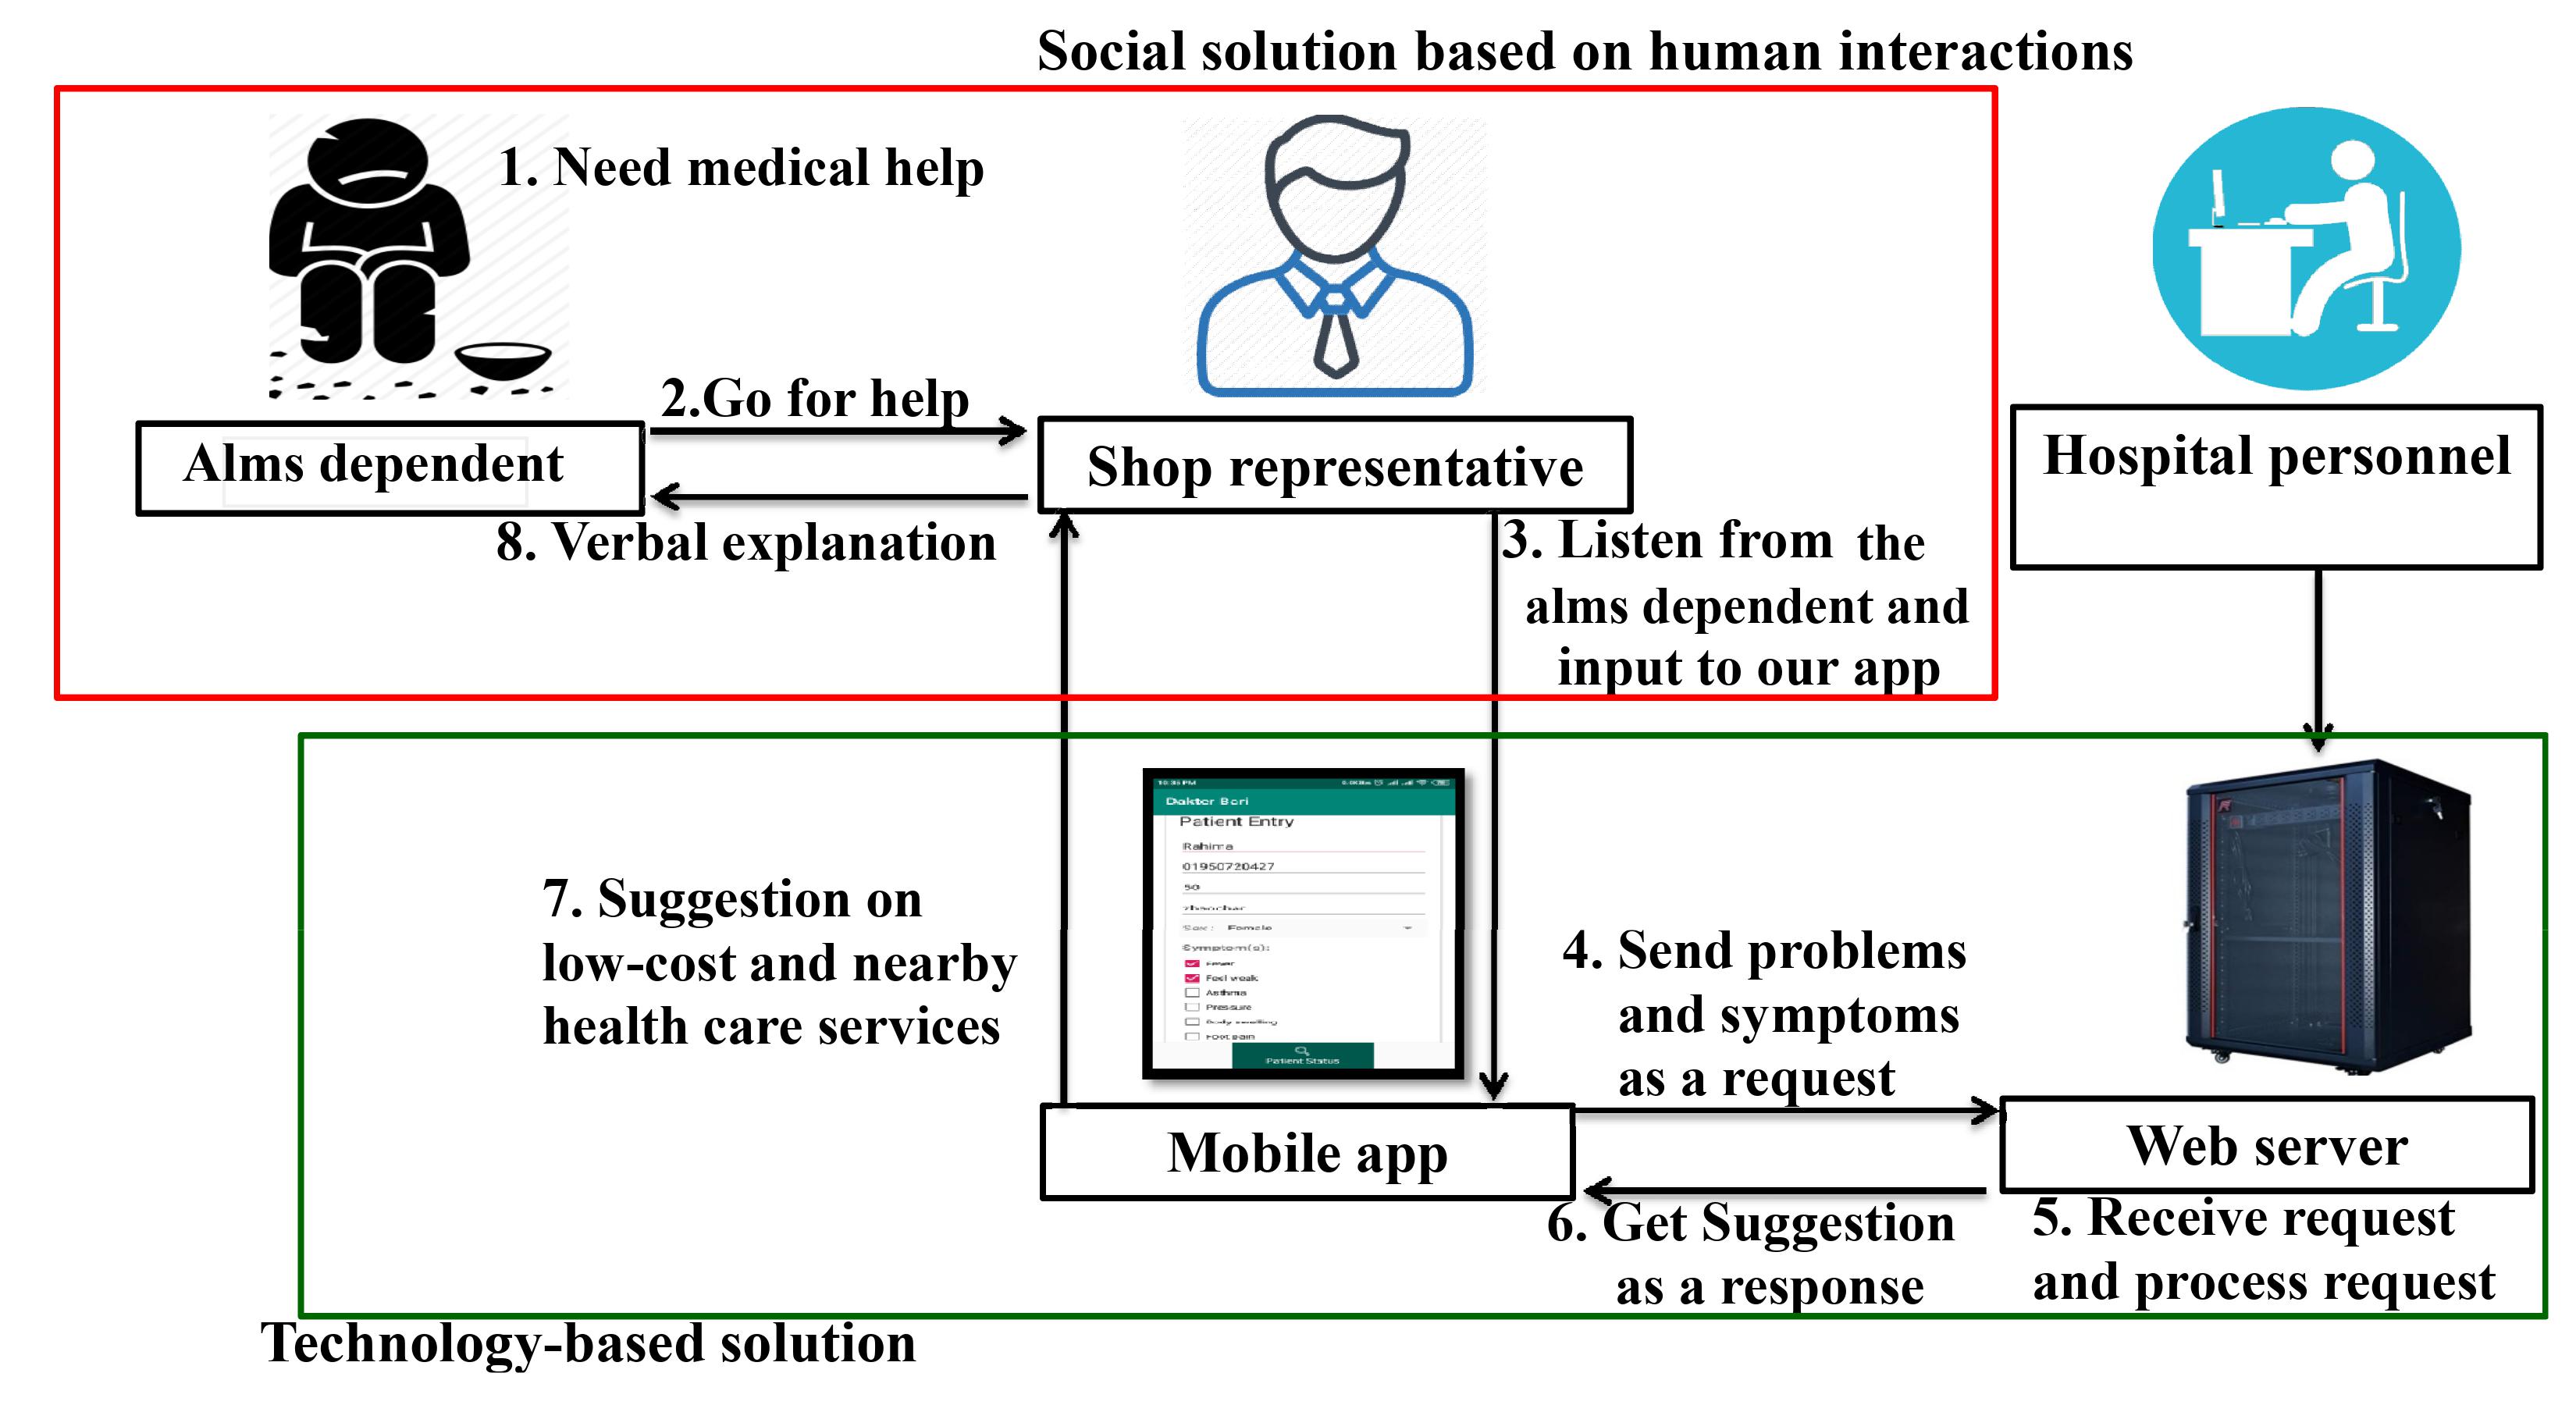 Social solution based on human interactions
1. Need medical help
2.Go for help
Alms dependent
Shop representative
Hospital personnel
8. Verbal explanation
3. Listen from the
alms dependent and
input to our app
10:35 PM
Daktor Bari
Patient Entry
Rahima
01950720427
50
Sex : Female
Symptom(s):
Fever
Feel weak
Asthma
Pressure
Body swelling
Foot pain
Patient Status
7. Suggestion on
low-cost and nearby
health care services
4. Send problems
and symptoms
as a request
Mobile app
Web server
6. Get Suggestion
as a response
5. Receive request
and process request
Technology-based solution